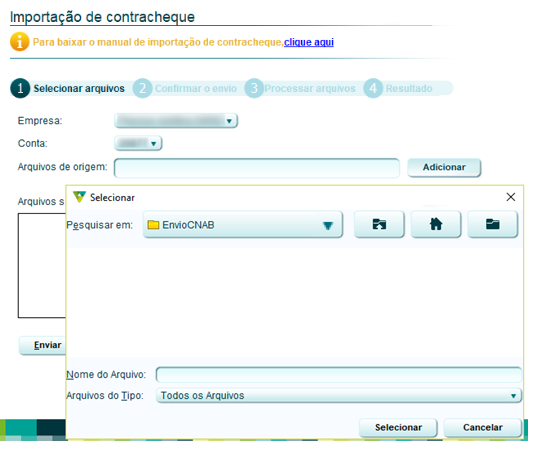 Importação de contracheque
Para baixar o manual de importação de contracheque,clique aqui
1 Selecionar arquivos 2 Confirmar o envio 3 Processar arquivos 4 Resultado
Empresa:
Conta:
Arquivos de origem: Adicionar
Arquivos s
Selecionar
Pesquisar em: EnvioCNAB
Enviar
Nome do Arquivo:
Arquivos do Tipo: Todos os Arquivos
Selecionar Cancelar